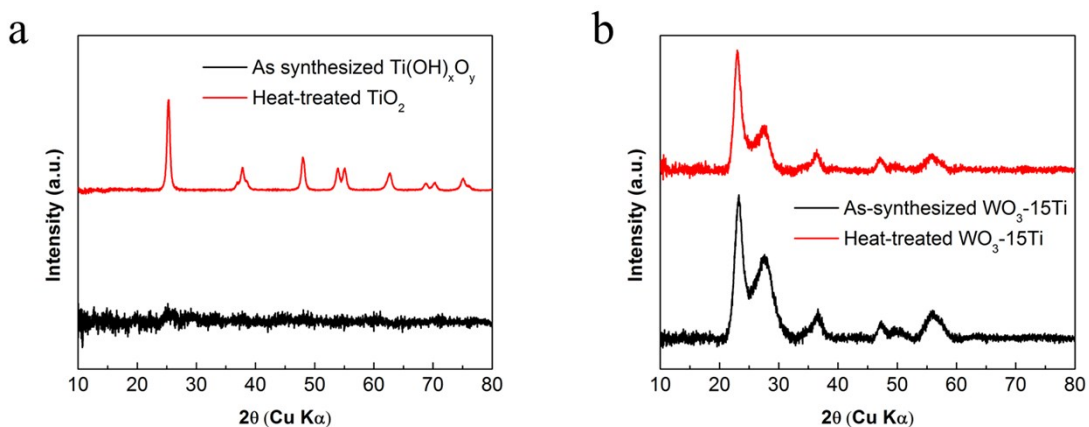 a
As synthesized Ti(OH)ₓOᵧ
Heat-treated TiO₂
Intensity (a.u.)
10 20 30 40 50 60 70 80
2θ (Cu Kα)
b
As-synthesized WO₃-15Ti
Heat-treated WO₃-15Ti
Intensity (a.u.)
10 20 30 40 50 60 70 80
2θ (Cu Kα)